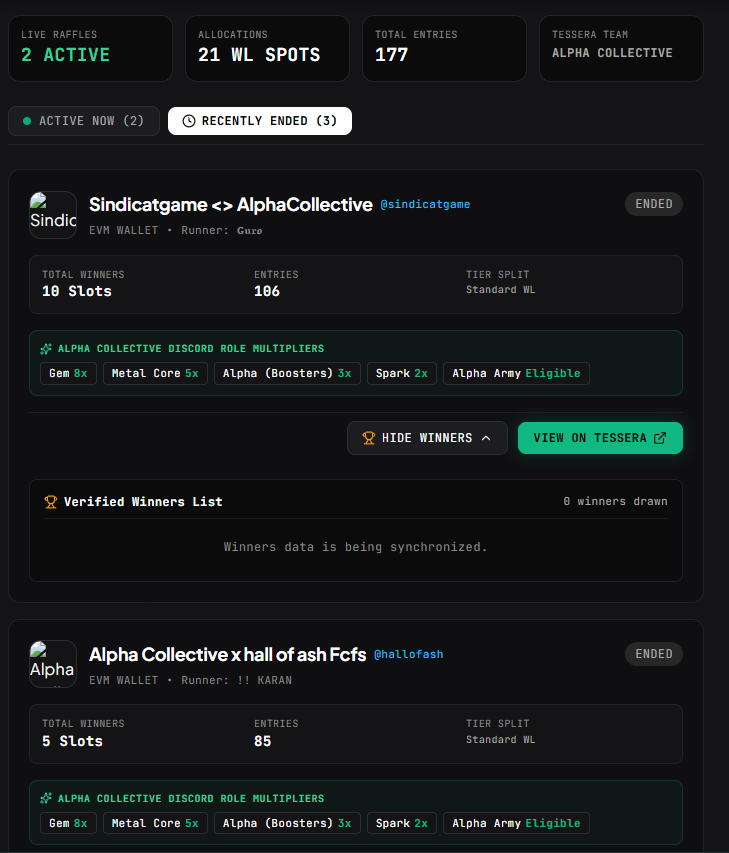 LIVE RAFFLES
2 ACTIVE
ALLOCATIONS
21 WL SPOTS
TOTAL ENTRIES
177
TESSERA TEAM
ALPHA COLLECTIVE
ACTIVE NOW (2)
RECENTLY ENDED (3)
Sindic
Sindicatgame <> AlphaCollective @sindicatgame
ENDED
EVM WALLET • Runner: 𝕲𝖚𝖗𝖔
TOTAL WINNERS
10 Slots
ENTRIES
106
TIER SPLIT
Standard WL
ALPHA COLLECTIVE DISCORD ROLE MULTIPLIERS
Gem 8x
Metal Core 5x
Alpha (Boosters) 3x
Spark 2x
Alpha Army Eligible
HIDE WINNERS
VIEW ON TESSERA
Verified Winners List
0 winners drawn
Winners data is being synchronized.
Alpha
Alpha Collective x hall of ash Fcfs @hallofash
ENDED
EVM WALLET • Runner: !! KARAN
TOTAL WINNERS
5 Slots
ENTRIES
85
TIER SPLIT
Standard WL
ALPHA COLLECTIVE DISCORD ROLE MULTIPLIERS
Gem 8x
Metal Core 5x
Alpha (Boosters) 3x
Spark 2x
Alpha Army Eligible